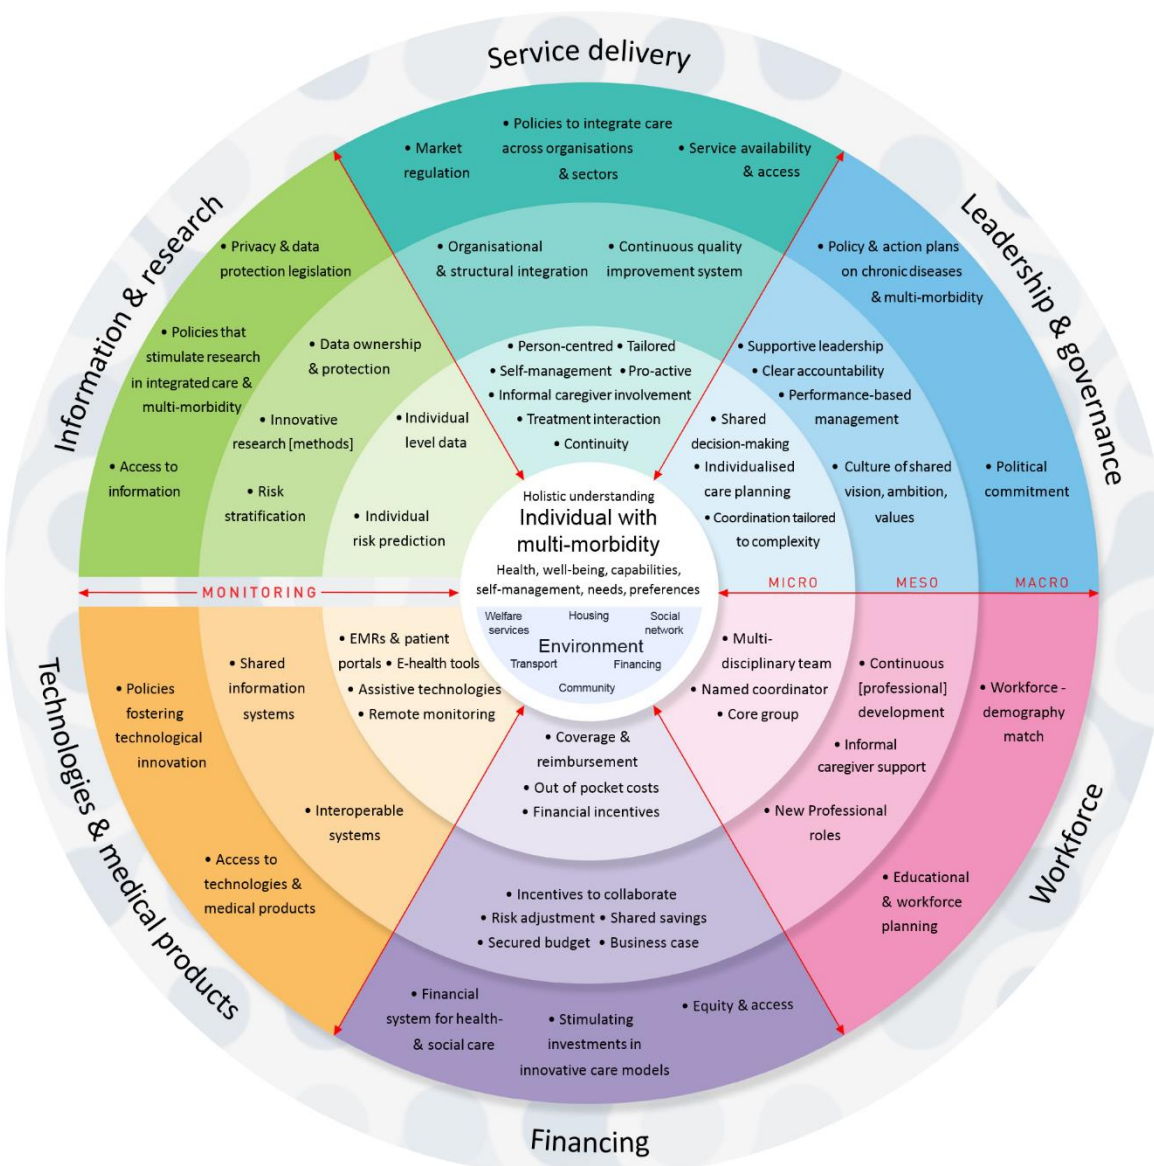 Service delivery
• Policies to integrate care
across organisations
& sectors
• Market
regulation
• Service availability
& access
• Organisational
& structural integration
• Continuous quality
improvement system
• Person-centred • Tailored
• Self-management • Pro-active
• Informal caregiver involvement
• Treatment interaction
• Continuity
Leadership & governance
• Policy & action plans
on chronic diseases
& multi-morbidity
• Political
commitment
• Supportive leadership
• Clear accountability
• Performance-based
management
• Culture of shared
vision, ambition,
values
• Shared
decision-making
• Individualised
care planning
• Coordination tailored
to complexity
Information & research
• Privacy & data
protection legislation
• Policies that
stimulate research
in integrated care &
multi-morbidity
• Access to
information
• Data ownership
& protection
• Innovative
research [methods]
• Risk
stratification
• Individual
level data
• Individual
risk prediction
Holistic understanding
Individual with
multi-morbidity
Health, well-being, capabilities,
self-management, needs, preferences
Welfare
services
Housing
Social
network
Environment
Transport
Financing
Community
MONITORING
MICRO
MESO
MACRO
Technologies & medical products
• EMRs & patient
portals • E-health tools
• Assistive technologies
• Remote monitoring
• Shared
information
systems
• Interoperable
systems
• Policies
fostering
technological
innovation
• Access to
technologies &
medical products
Workforce
• Multi-
disciplinary team
• Named coordinator
• Core group
• Continuous
[professional]
development
• Informal
caregiver support
• New Professional
roles
• Workforce -
demography
match
• Educational
& workforce
planning
• Coverage &
reimbursement
• Out of pocket costs
• Financial incentives
• Incentives to collaborate
• Risk adjustment • Shared savings
• Secured budget • Business case
• Financial
system for health-
& social care
• Stimulating
investments in
innovative care models
• Equity & access
Financing